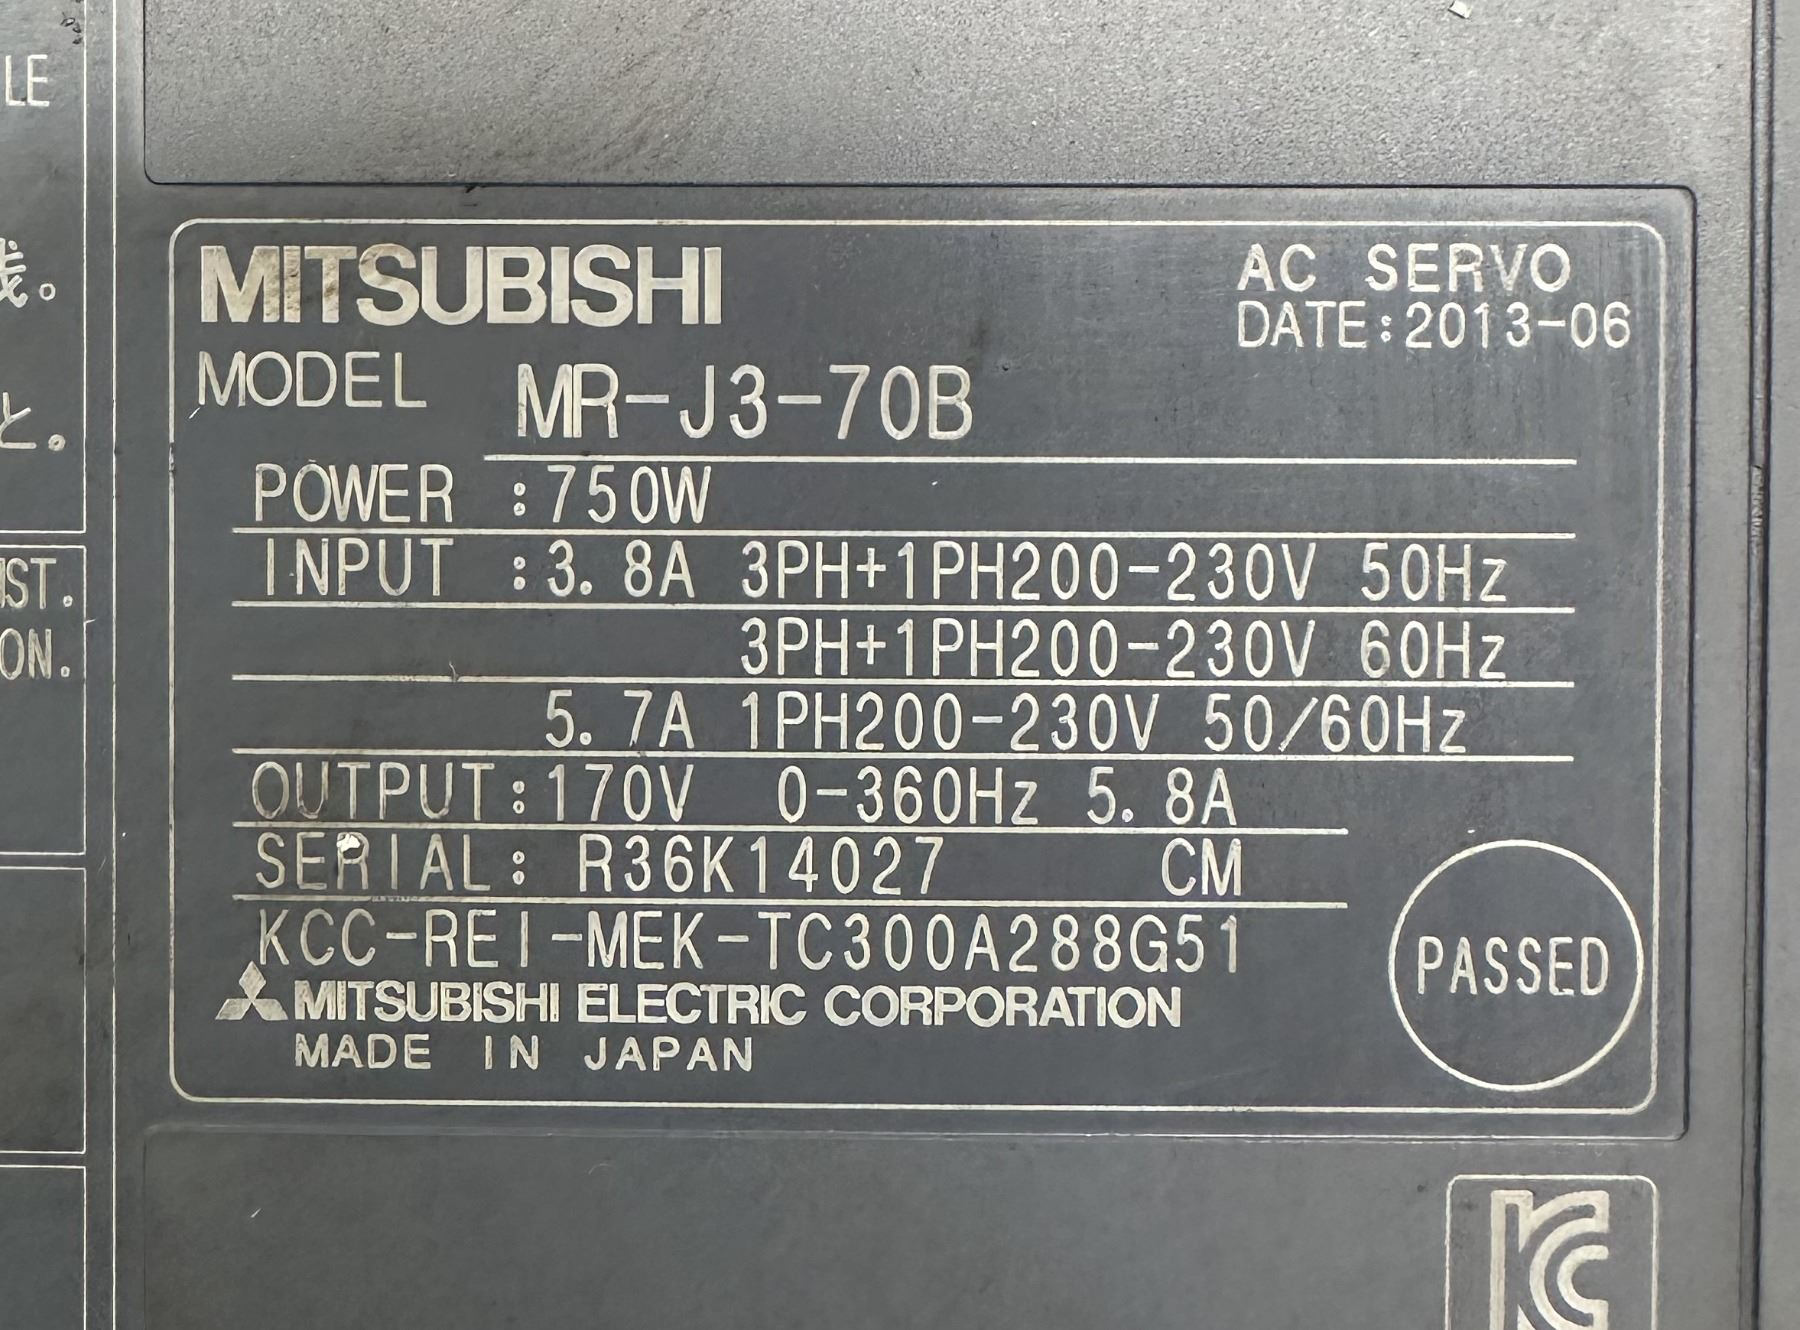 LE
浅。
と。
IST.
ON.
MITSUBISHI
AC SERVO
DATE:2013-06
MODEL MR-J3-70B
POWER :750W
INPUT :3.8A 3PH+1PH200-230V 50Hz
3PH+1PH200-230V 60Hz
5.7A 1PH200-230V 50/60Hz
OUTPUT:170V 0-360Hz 5.8A
SERIAL: R36K14027 CM
KCC-REI-MEK-TC300A288G51
MITSUBISHI ELECTRIC CORPORATION
MADE IN JAPAN
PASSED